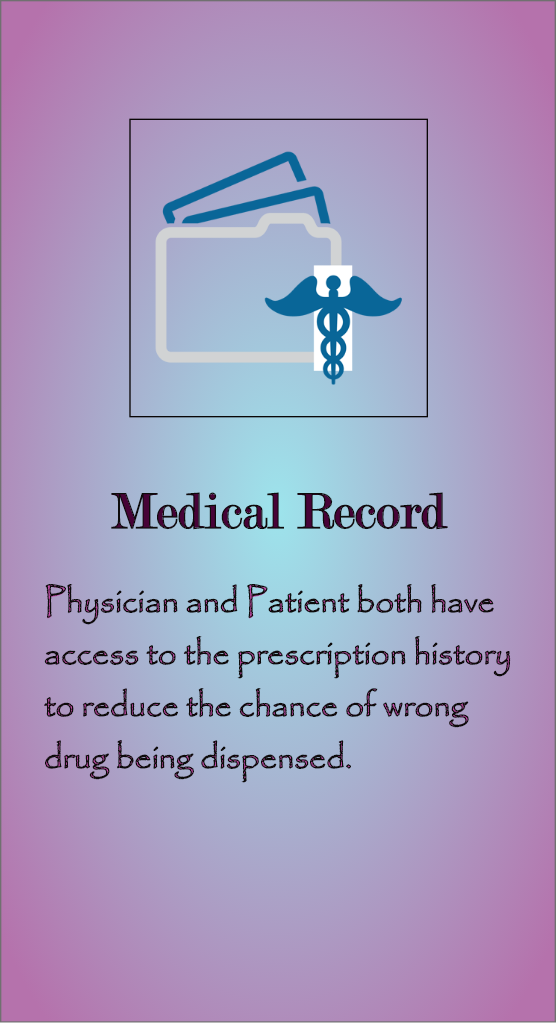 Medical Record
Physician and Patient both have
access to the prescription history
to reduce the chance of wrong
drug being dispensed.